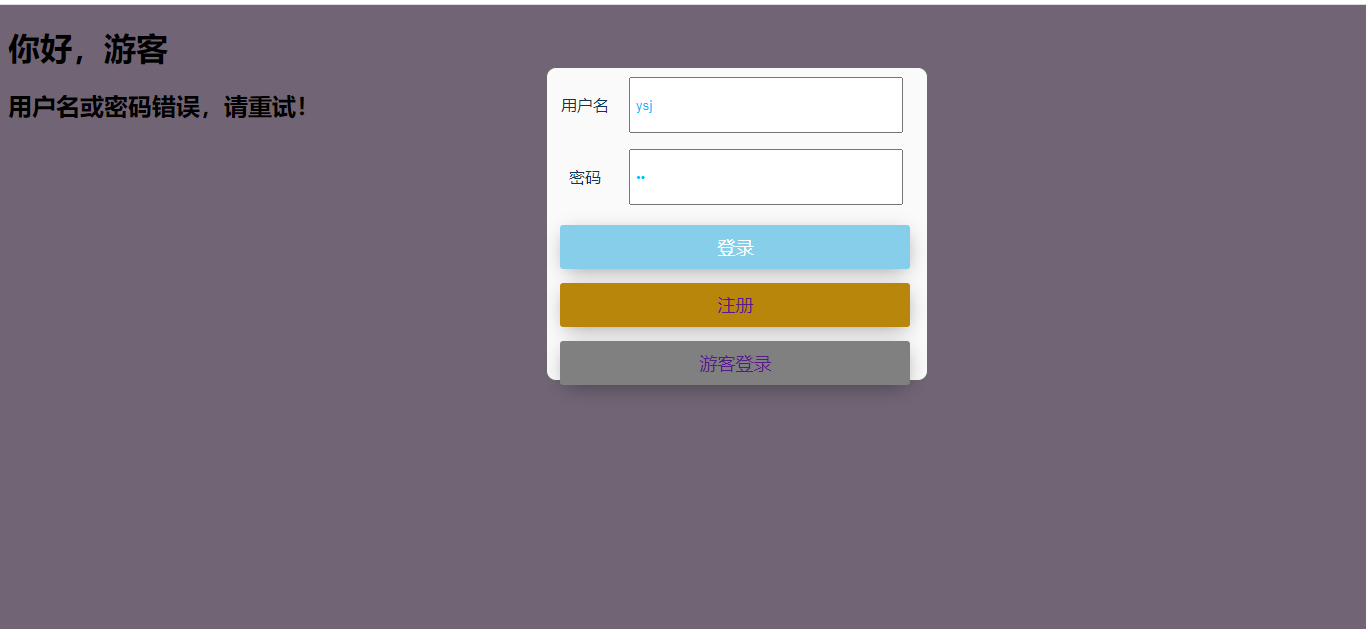 你好，游客
用户名或密码错误，请重试！
用户名
ysj
密码
••
登录
注册
游客登录